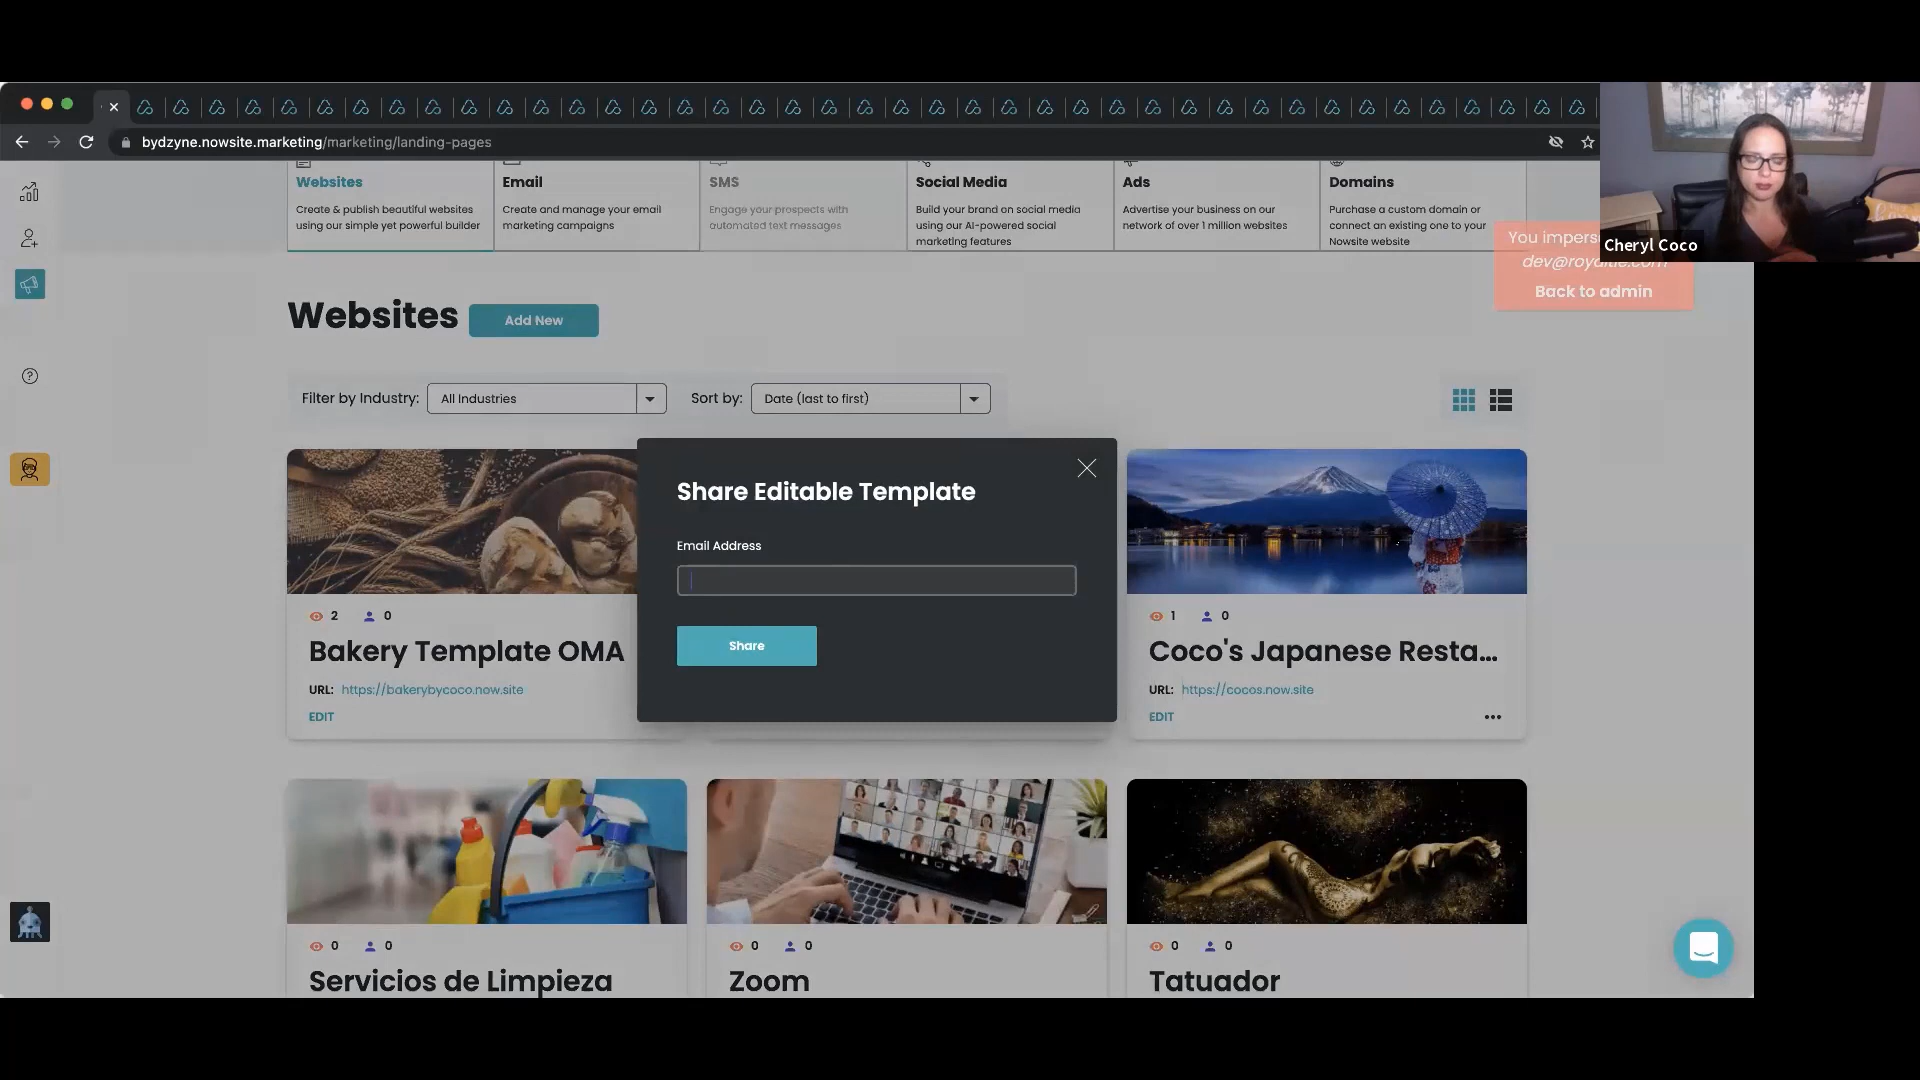 bydzyne.nowsite.marketing/marketing/landing-pages
Websites
Create & publish beautiful websites
using our simple yet powerful builder
Email
Create and manage your email
marketing campaigns
SMS
Engage your prospects with
automated text messages
Social Media
Build your brand on social media
using our AI-powered social
marketing features
Ads
Advertise your business on our
network of over 1 million websites
Domains
Purchase a custom domain or
connect an existing one to your
Nowsite website
Cheryl Coco
You impers
dev@royaltie.com
Back to admin
Websites
Add New
Filter by Industry:
All Industries
Sort by:
Date (last to first)
Share Editable Template
Email Address
Share
2
0
Bakery Template OMA
URL: https://bakerybycoco.now.site
EDIT
1
0
Coco's Japanese Resta...
URL: https://cocos.now.site
EDIT
0
0
Servicios de Limpieza
0
0
Zoom
0
0
Tatuador